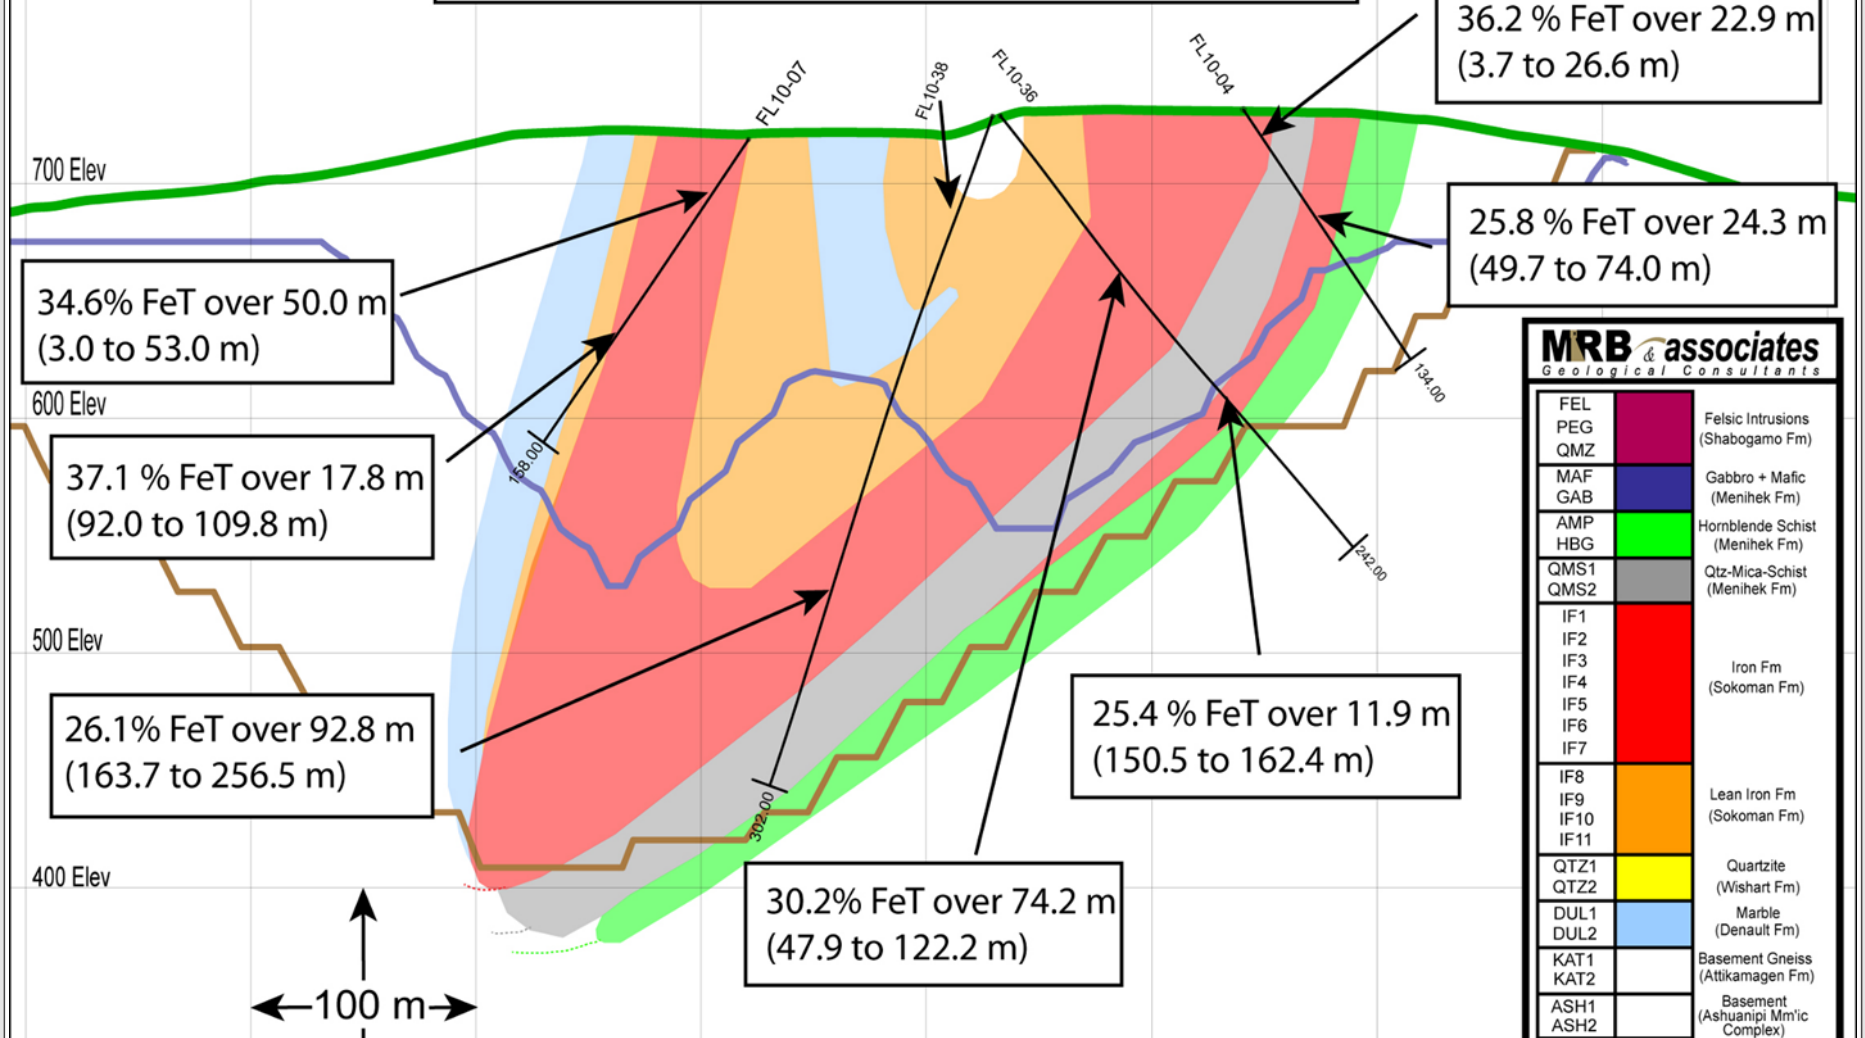 36.2 % FeT over 22.9 m
(3.7 to 26.6 m)
FL10-07
FL10-38
FL10-36
FL10-04
700 Elev
25.8 % FeT over 24.3 m
(49.7 to 74.0 m)
34.6% FeT over 50.0 m
(3.0 to 53.0 m)
134.00
600 Elev
37.1 % FeT over 17.8 m
(92.0 to 109.8 m)
158.00
242.00
500 Elev
26.1% FeT over 92.8 m
(163.7 to 256.5 m)
25.4 % FeT over 11.9 m
(150.5 to 162.4 m)
302.00
400 Elev
30.2% FeT over 74.2 m
(47.9 to 122.2 m)
100 m
MRB & associates
Geological Consultants
FEL
PEG
QMZ
Felsic Intrusions
(Shabogamo Fm)
MAF
GAB
Gabbro + Mafic
(Menihek Fm)
AMP
HBG
Hornblende Schist
(Menihek Fm)
QMS1
QMS2
Qtz-Mica-Schist
(Menihek Fm)
IF1
IF2
IF3
IF4
IF5
IF6
IF7
Iron Fm
(Sokoman Fm)
IF8
IF9
IF10
IF11
Lean Iron Fm
(Sokoman Fm)
QTZ1
QTZ2
Quartzite
(Wishart Fm)
DUL1
DUL2
Marble
(Denault Fm)
KAT1
KAT2
Basement Gneiss
(Attikamagen Fm)
ASH1
ASH2
Basement
(Ashuanipi Mm'ic
Complex)